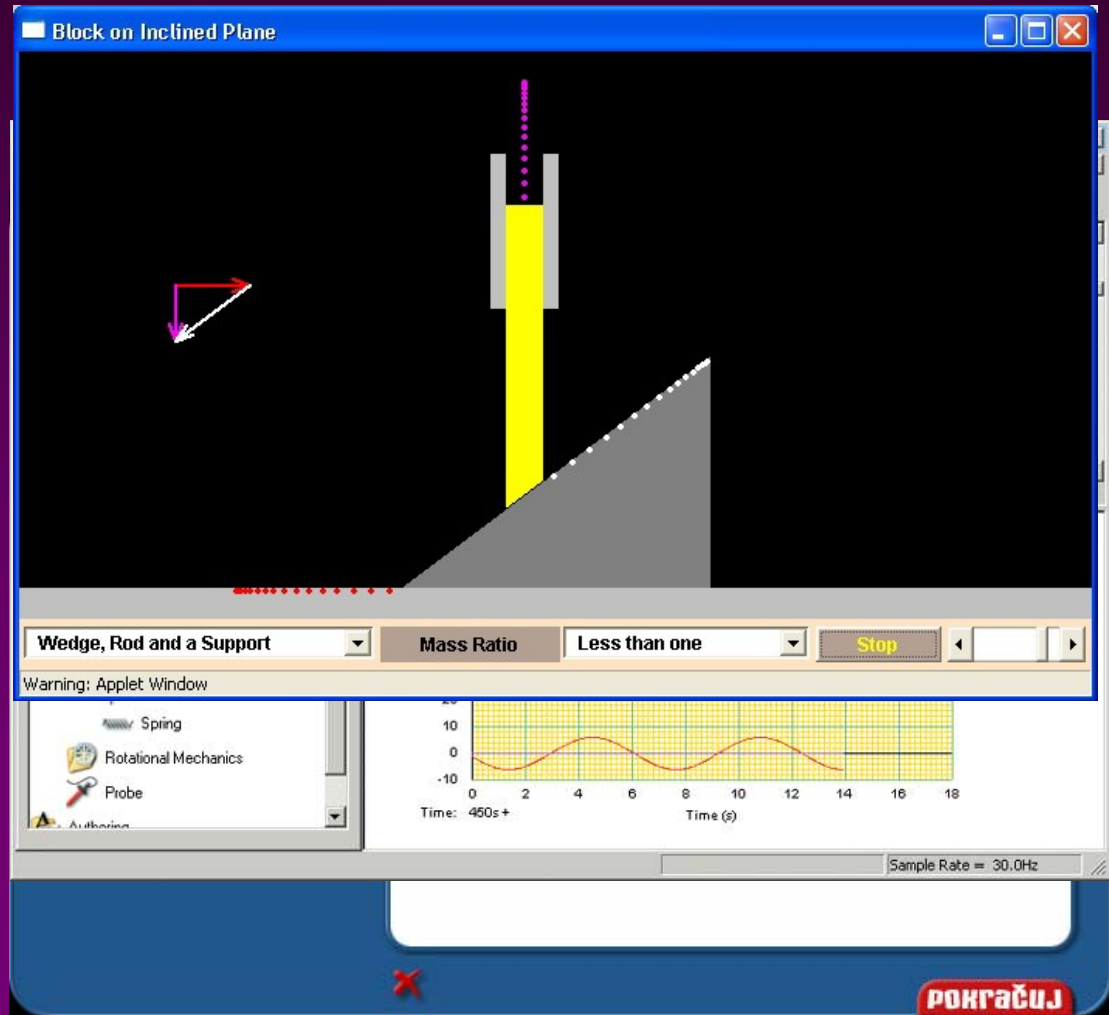 Block on Inclined Plane
Wedge, Rod and a Support
Mass Ratio
Less than one
Stop
Warning: Applet Window
Spring
Rotational Mechanics
Probe
10
0
-10
0 2 4 6 8 10 12 14 16 18
Time: 450s+
Time (s)
Sample Rate = 30.0Hz
POKRAČUJ